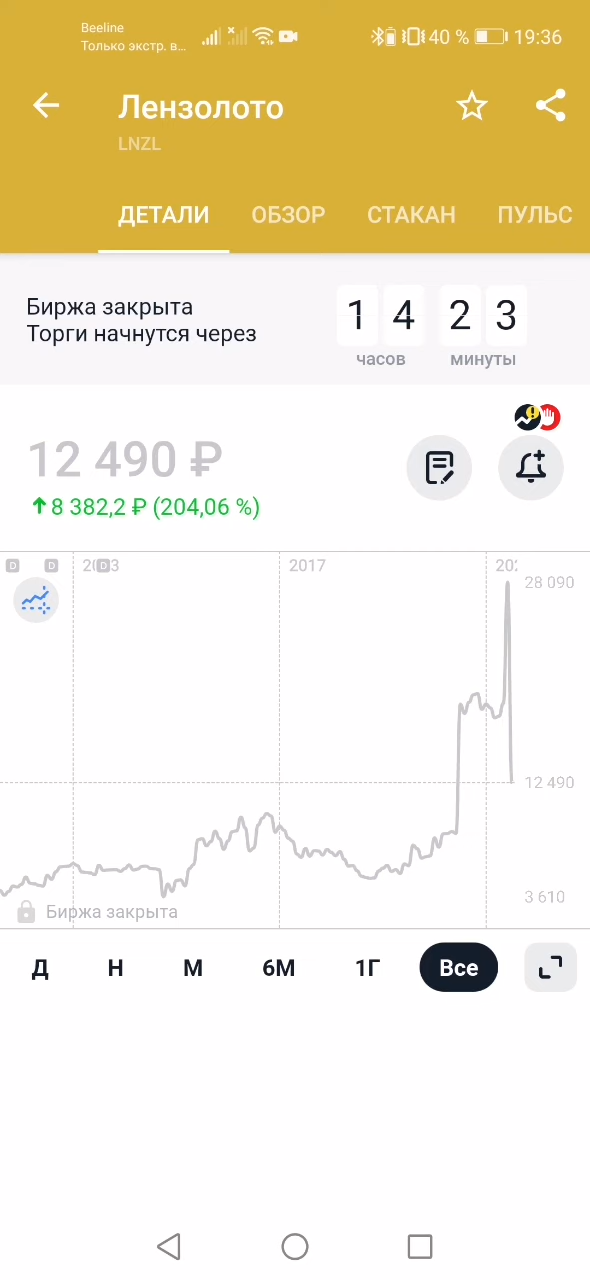 Beeline
Только экстр. в...
40 %
19:36
Лензолото
LNZL
ДЕТАЛИ
ОБЗОР
СТАКАН
ПУЛЬС
Биржа закрыта
Торги начнутся через
1 4 2 3
часов
минуты
12 490 ₽
8 382,2 ₽ (204,06 %)
D D D
2017
28 090
12 490
3 610
Биржа закрыта
Д
Н
М
6М
1Г
Все